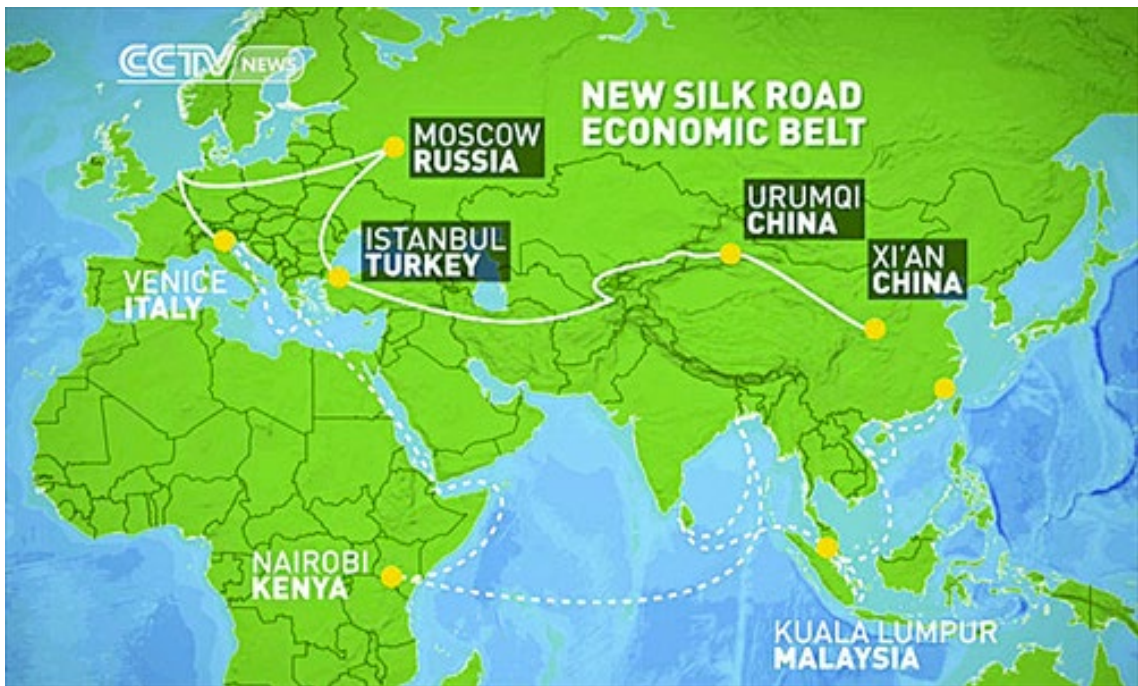 CCTV NEWS
NEW SILK ROAD
ECONOMIC BELT
MOSCOW
RUSSIA
URUMQI
CHINA
ISTANBUL
TURKEY
XI'AN
CHINA
VENICE
ITALY
NAIROBI
KENYA
KUALA LUMPUR
MALAYSIA